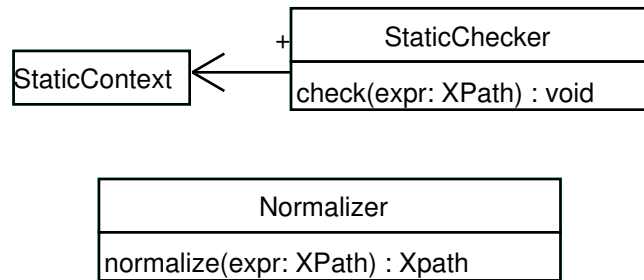 +
StaticChecker
StaticContext
check(expr: XPath) : void
Normalizer
normalize(expr: XPath) : Xpath